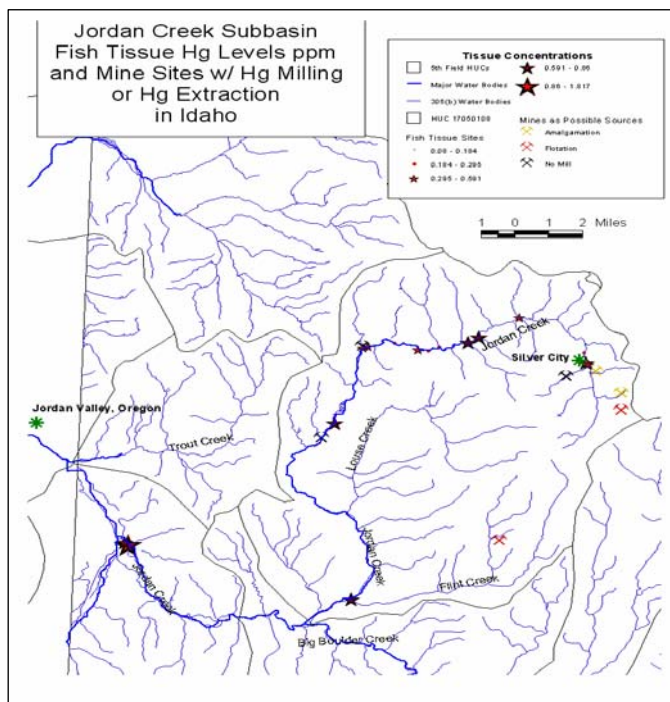 Jordan Creek Subbasin
Fish Tissue Hg Levels ppm
and Mine Sites w/ Hg Milling
or Hg Extraction
in Idaho
Tissue Concentrations
5th Field HUCs
Major Water Bodies
305(b) Water Bodies
HUC 17050108
Fish Tissue Sites
0.08 - 0.184
0.184 - 0.295
0.295 - 0.591
0.591 - 0.86
0.86 - 1.017
Mines as Possible Sources
Amalgamation
Flotation
No Mill
1 0 1 2 Miles
Jordan Creek
Silver City
Jordan Valley, Oregon
Trout Creek
Louse Creek
Jordan Creek
Flint Creek
Jordan Creek
Big Boulder Creek